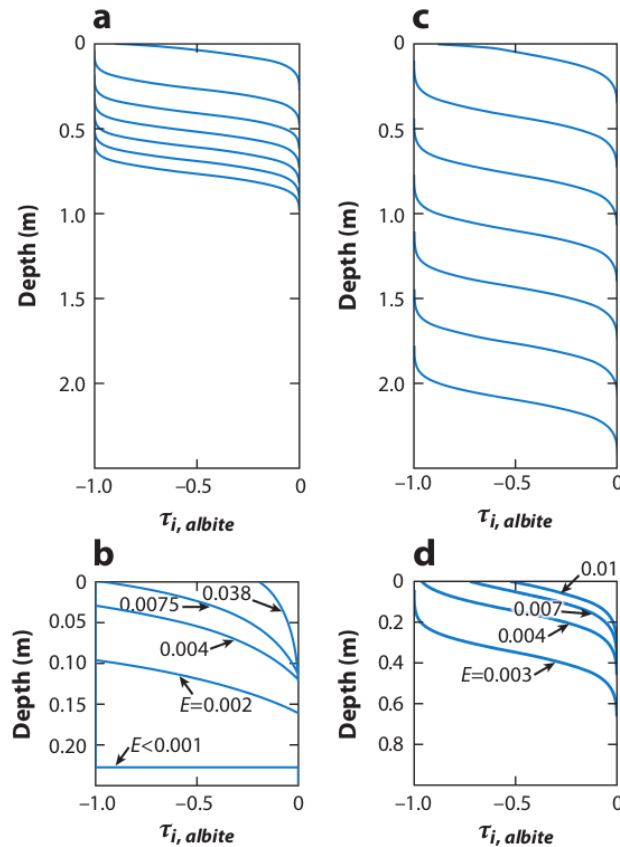 a
0
0.5
1.0
1.5
2.0
Depth (m)
−1.0
−0.5
0
τi, albite
c
0
0.5
1.0
1.5
2.0
Depth (m)
−1.0
−0.5
0
τi, albite
b
0
0.05
0.10
0.15
0.20
Depth (m)
0.038
0.0075
0.004
E=0.002
E<0.001
−1.0
−0.5
0
τi, albite
d
0
0.2
0.4
0.6
0.8
Depth (m)
0.01
0.007
0.004
E=0.003
−1.0
−0.5
0
τi, albite